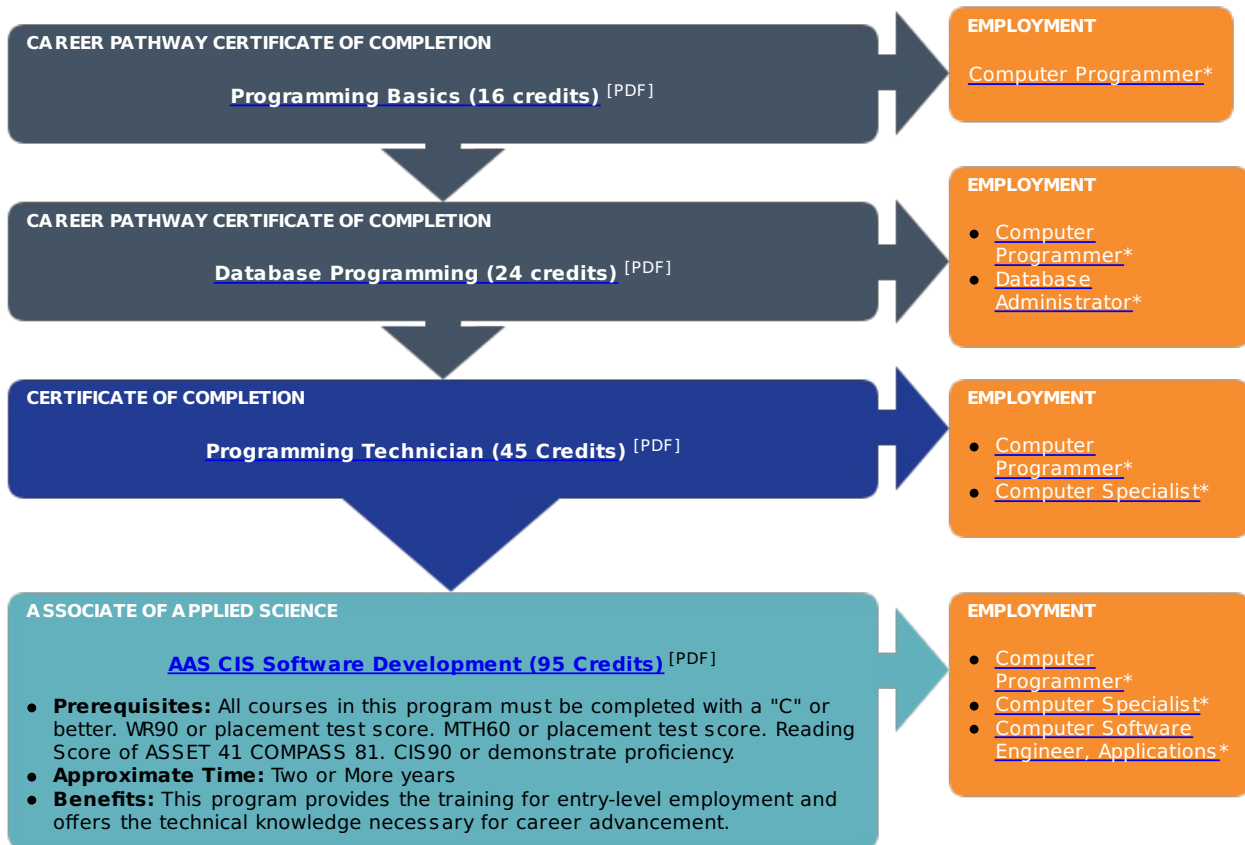 CAREER PATHWAY CERTIFICATE OF COMPLETION
Programming Basics (16 credits) [PDF]
EMPLOYMENT
Computer Programmer*
CAREER PATHWAY CERTIFICATE OF COMPLETION
Database Programming (24 credits) [PDF]
EMPLOYMENT
● Computer
Programmer*
● Database
Administrator*
CERTIFICATE OF COMPLETION
Programming Technician (45 Credits) [PDF]
EMPLOYMENT
● Computer
Programmer*
● Computer Specialist*
ASSOCIATE OF APPLIED SCIENCE
AAS CIS Software Development (95 Credits) [PDF]
● Prerequisites: All courses in this program must be completed with a "C" or
better. WR90 or placement test score. MTH60 or placement test score. Reading
Score of ASSET 41 COMPASS 81. CIS90 or demonstrate proficiency.
● Approximate Time: Two or More years
● Benefits: This program provides the training for entry-level employment and
offers the technical knowledge necessary for career advancement.
EMPLOYMENT
● Computer
Programmer*
● Computer Specialist*
● Computer Software
Engineer, Applications*